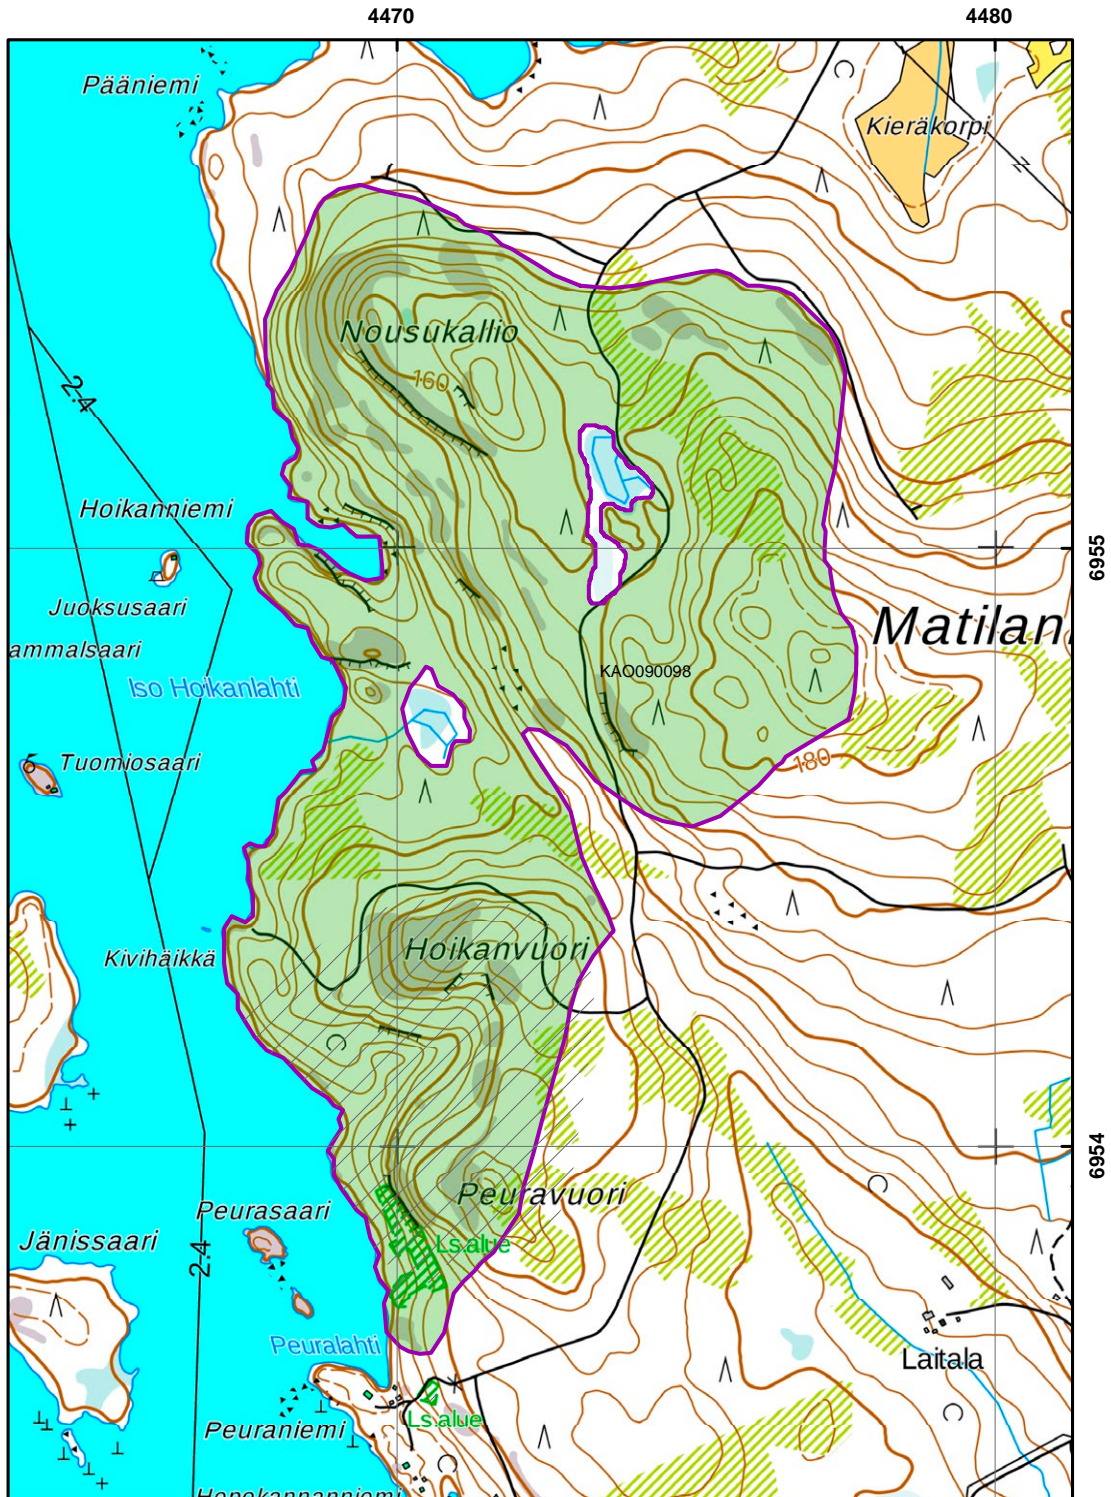 4470
4480
Pääniemi
Kieräkorpi
Z
Nousukallio
160
2.4
Hoikanniemi
6955
Juoksusaari
Matilan
ammalsaari
KAO090098
Iso Hoikanlahti
Tuomiosaari
180
Hoikanvuori
Kivihäikkä
6954
Peuravuori
Peurasaari
Ls.alue
Jänissaari
2.4
Peuralahti
Laitala
Ls.alue
Peuraniemi
Hepokannanniemi